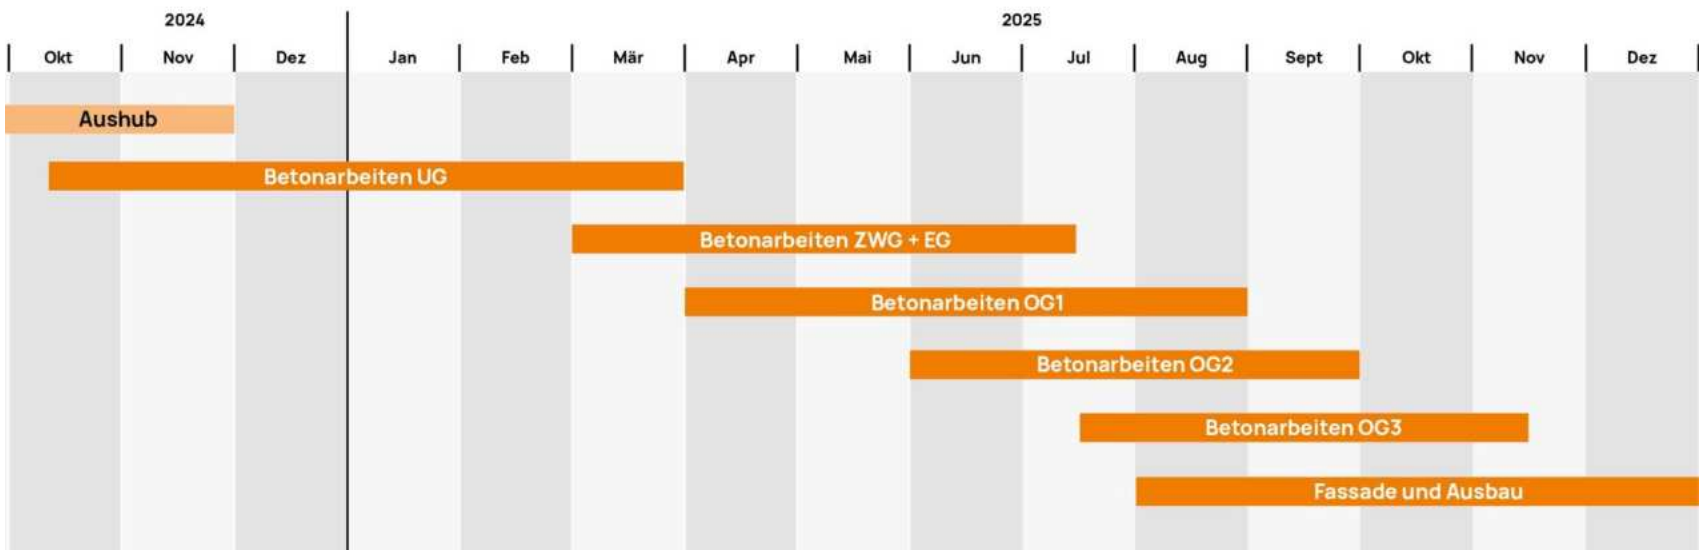 2024 2025
Okt Nov Dez Jan Feb Mär Apr Mai Jun Jul Aug Sept Okt Nov Dez
Aushub
Betonarbeiten UG
Betonarbeiten ZWG + EG
Betonarbeiten OG1
Betonarbeiten OG2
Betonarbeiten OG3
Fassade und Ausbau